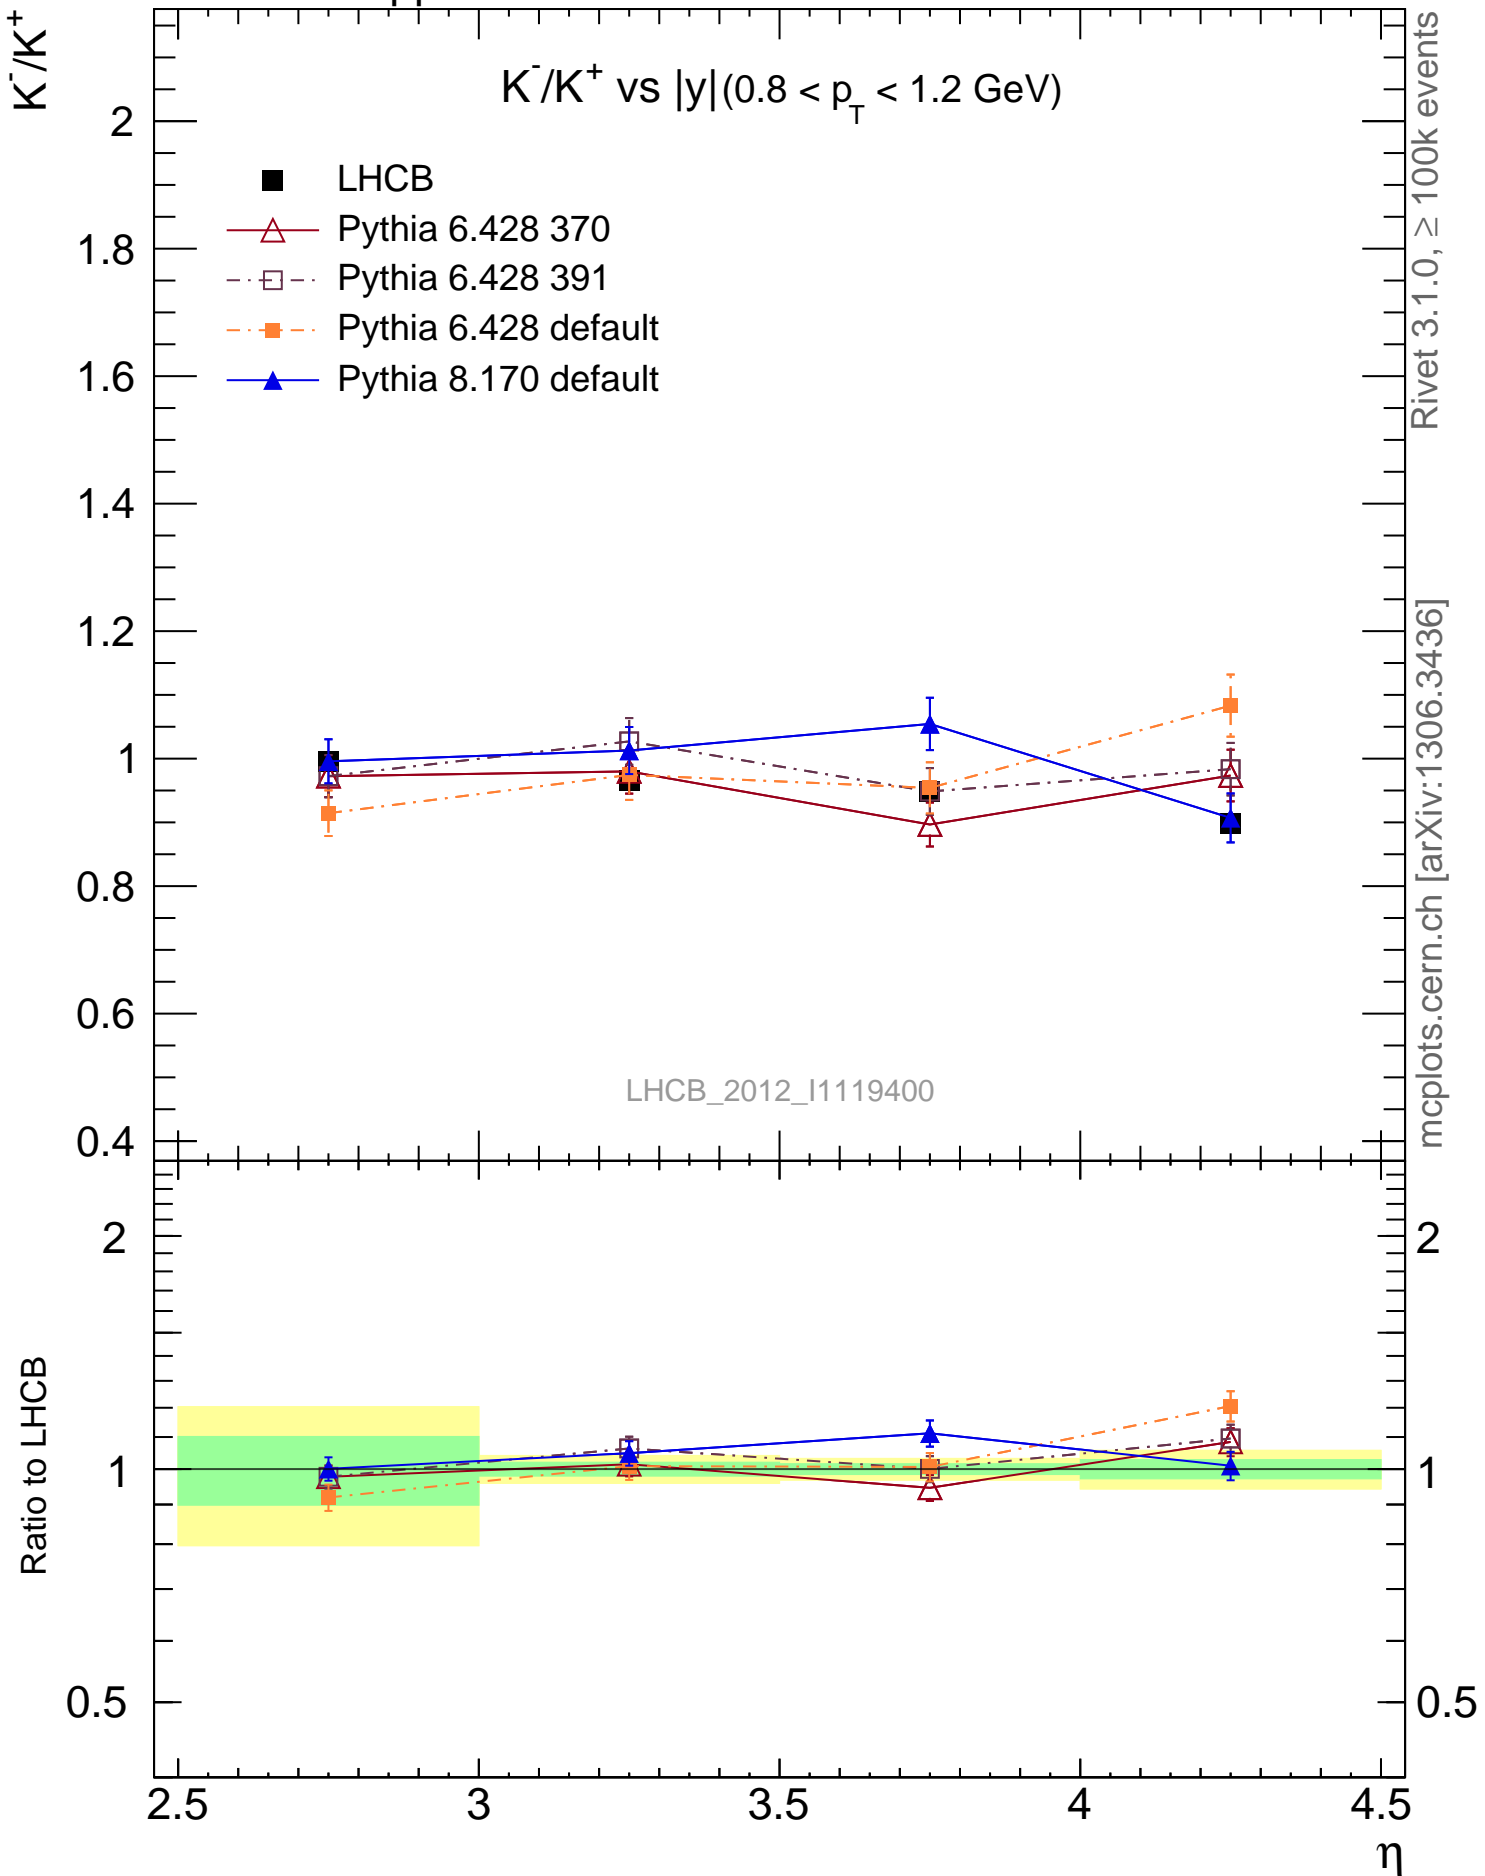 K⁻/K⁺
K⁻/K⁺ vs |y| (0.8 < p_T < 1.2 GeV)
LHCB
Pythia 6.428 370
Pythia 6.428 391
Pythia 6.428 default
Pythia 8.170 default
2
1.8
1.6
1.4
1.2
1
0.8
0.6
0.4
LHCB_2012_I1119400
Rivet 3.1.0, ≥ 100k events
mcplots.cern.ch [arXiv:1306.3436]
Ratio to LHCB
2
1
0.5
2
1
0.5
2.5 3 3.5 4 4.5
η